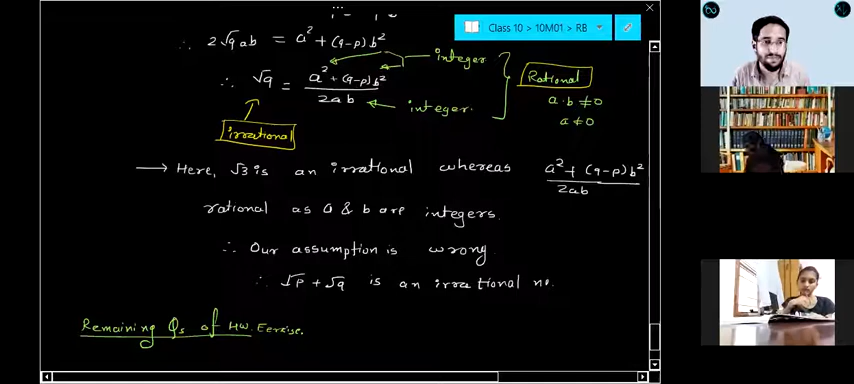 Class 10 > 10M01 > RB
∴ 2√q ab = a² + (q-p)b²
∴ √q = a² + (q-p)b² / 2ab
integer
integer.
Rational
a.b ≠ 0
a ≠ 0
irrational
→ Here, √3 is an irrational whereas a² + (q-p)b² / 2ab
rational as a & b are integers.
∴ Our assumption is wrong
∴ √p + √q is an irrational no.
Remaining Qs of HW. Eercise.